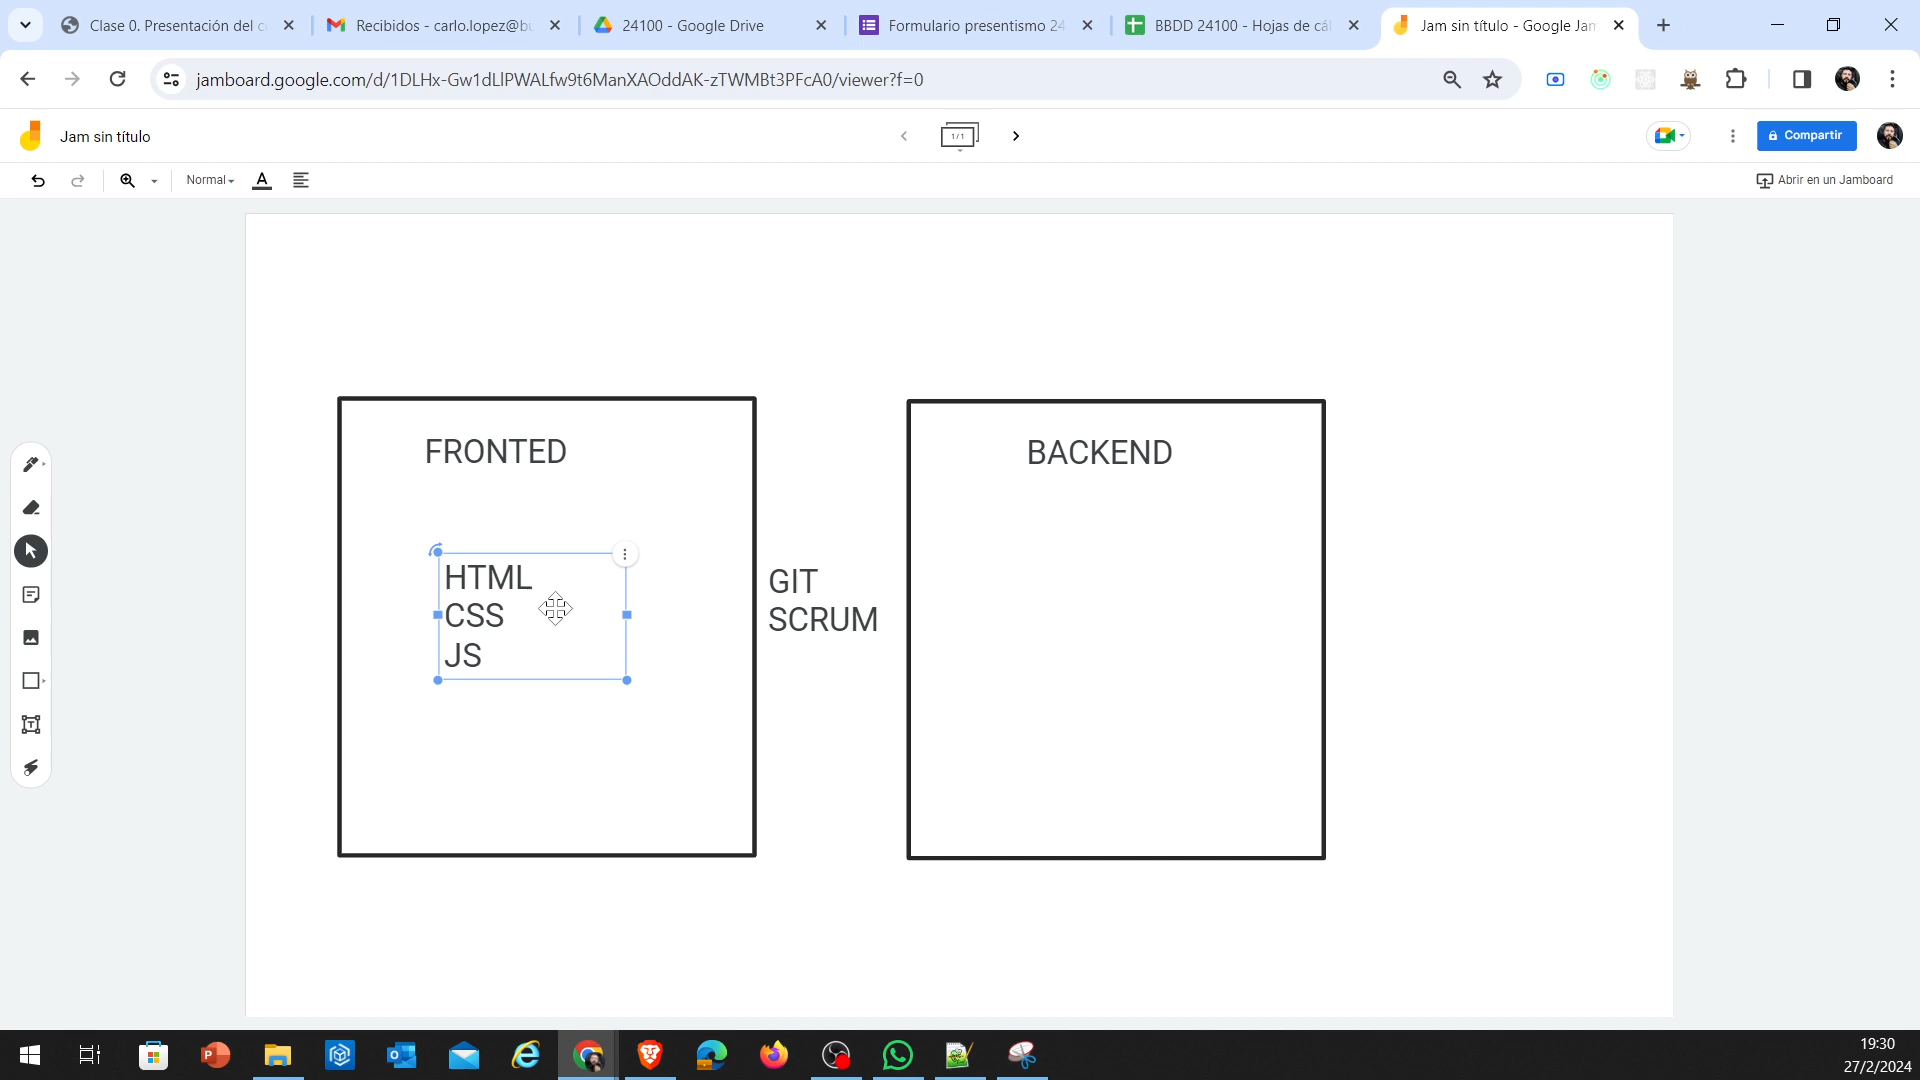 Clase 0. Presentación del c
Recibidos - carlo.lopez@b
24100 - Google Drive
Formulario presentismo 24
BBDD 24100 - Hojas de cál
Jam sin título - Google Jam
jamboard.google.com/d/1DLHx-Gw1dLlPWALfw9t6ManXAOddAK-zTWMBt3PFcA0/viewer?f=0
Jam sin título
1/1
Compartir
Normal
Abrir en un Jamboard
FRONTED
BACKEND
HTML
CSS
JS
GIT
SCRUM
19:30
27/2/2024